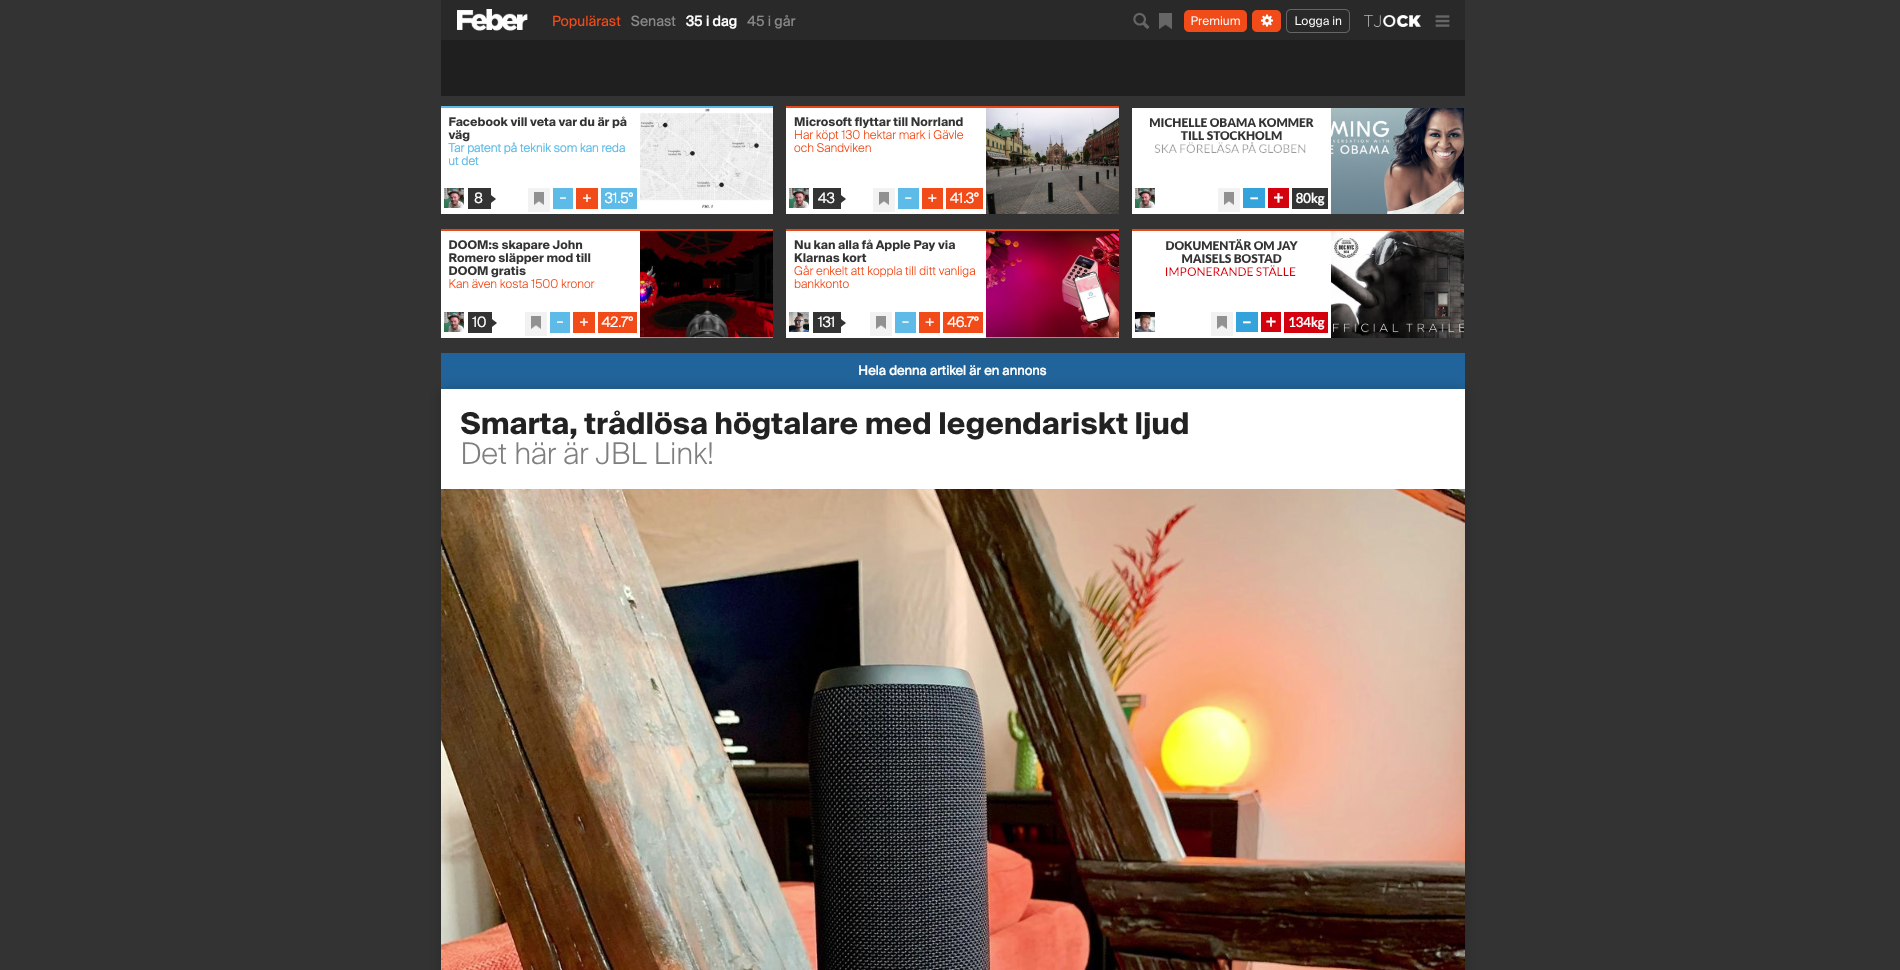 Feber Populärast Senast 35 i dag 45 i går Premium Logga in TJOCK
Facebook vill veta var du är på
väg
Tar patent på teknik som kan reda
ut det
8 − + 31.5°
Microsoft flyttar till Norrland
Har köpt 130 hektar mark i Gävle
och Sandviken
43 − + 41.3°
MICHELLE OBAMA KOMMER
TILL STOCKHOLM
SKA FÖRELÄSA PÅ GLOBEN
− + 80kg
MING
E OBAMA
DOOM:s skapare John
Romero släpper mod till
DOOM gratis
Kan även kosta 1500 kronor
10 − + 42.7°
Nu kan alla få Apple Pay via
Klarnas kort
Går enkelt att koppla till ditt vanliga
bankkonto
131 − + 46.7°
DOKUMENTÄR OM JAY
MAISELS BOSTAD
IMPONERANDE STÄLLE
− + 134kg
FFICIAL TRAILE
Hela denna artikel är en annons
Smarta, trådlösa högtalare med legendariskt ljud
Det här är JBL Link!